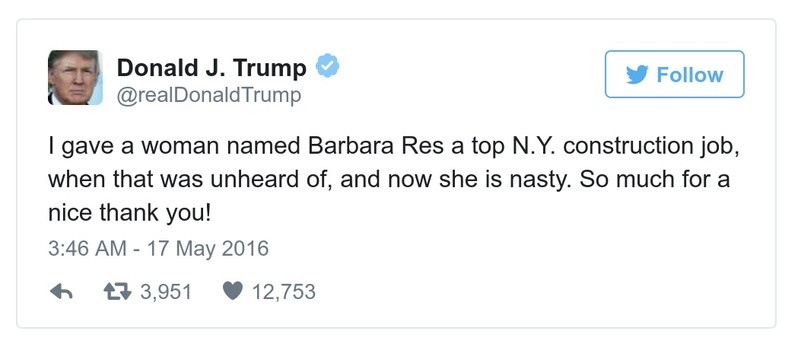 Donald J. Trump
@realDonaldTrump
Follow
I gave a woman named Barbara Res a top N.Y. construction job,
when that was unheard of, and now she is nasty. So much for a
nice thank you!
3:46 AM - 17 May 2016
3,951 12,753